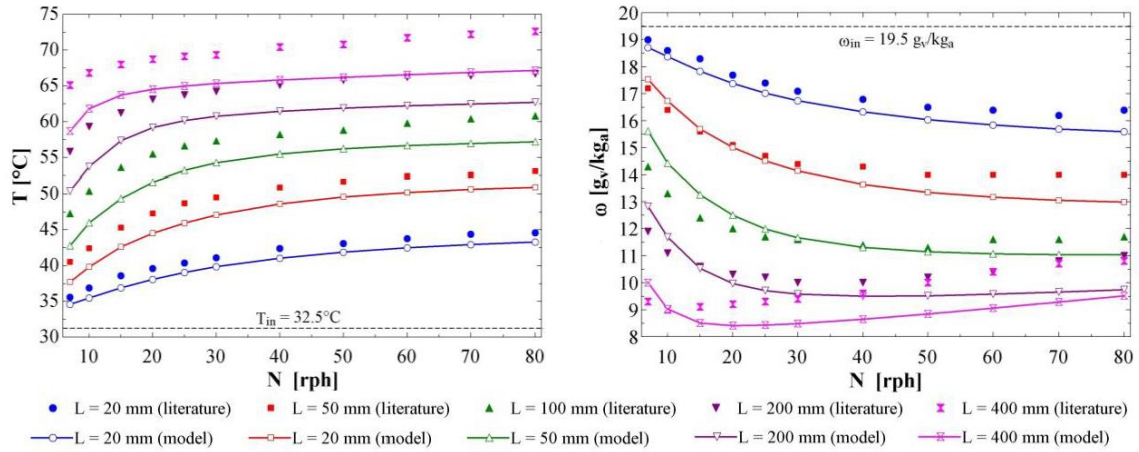 75
70
65
60
55
50
45
40
35
30
T [°C]
T_in = 32.5°C
10 20 30 40 50 60 70 80
N [rph]
20
19
18
17
16
15
14
13
12
11
10
9
8
ω [g_v/kg_a]
ω_in = 19.5 g_v/kg_a
10 20 30 40 50 60 70 80
N [rph]
L = 20 mm (literature) L = 50 mm (literature) L = 100 mm (literature) L = 200 mm (literature) L = 400 mm (literature)
L = 20 mm (model) L = 20 mm (model) L = 50 mm (model) L = 200 mm (model) L = 400 mm (model)